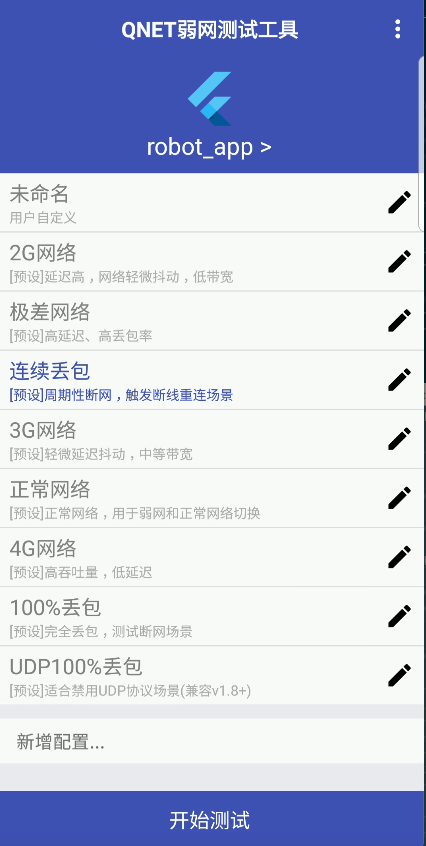 QNET弱网测试工具
robot_app >
未命名
用户自定义
2G网络
[预设]延迟高，网络轻微抖动，低带宽
极差网络
[预设]高延迟、高丢包率
连续丢包
[预设]周期性断网，触发断线重连场景
3G网络
[预设]轻微延迟抖动，中等带宽
正常网络
[预设]正常网络，用于弱网和正常网络切换
4G网络
[预设]高吞吐量，低延迟
100%丢包
[预设]完全丢包，测试断网场景
UDP100%丢包
[预设]适合禁用UDP协议场景(兼容v1.8+)
新增配置...
开始测试